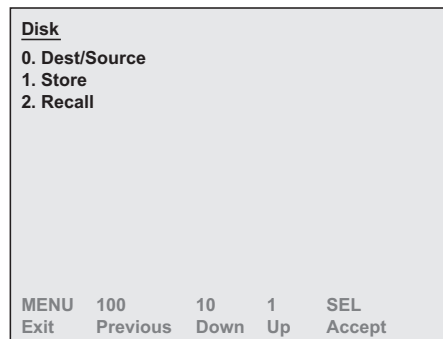 Disk
0. Dest/Source
1. Store
2. Recall
MENU 100 10 1 SEL
Exit Previous Down Up Accept